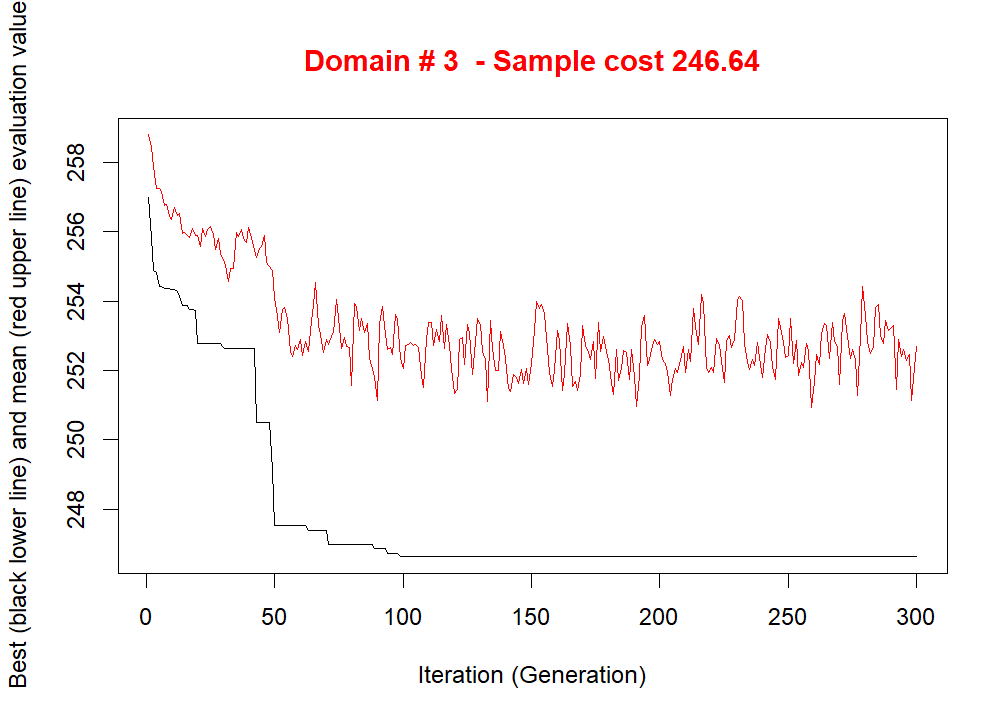 Domain # 3  - Sample cost 246.64
Best (black lower line) and mean (red upper line) evaluation value
258
256
254
252
250
248
0 50 100 150 200 250 300
Iteration (Generation)